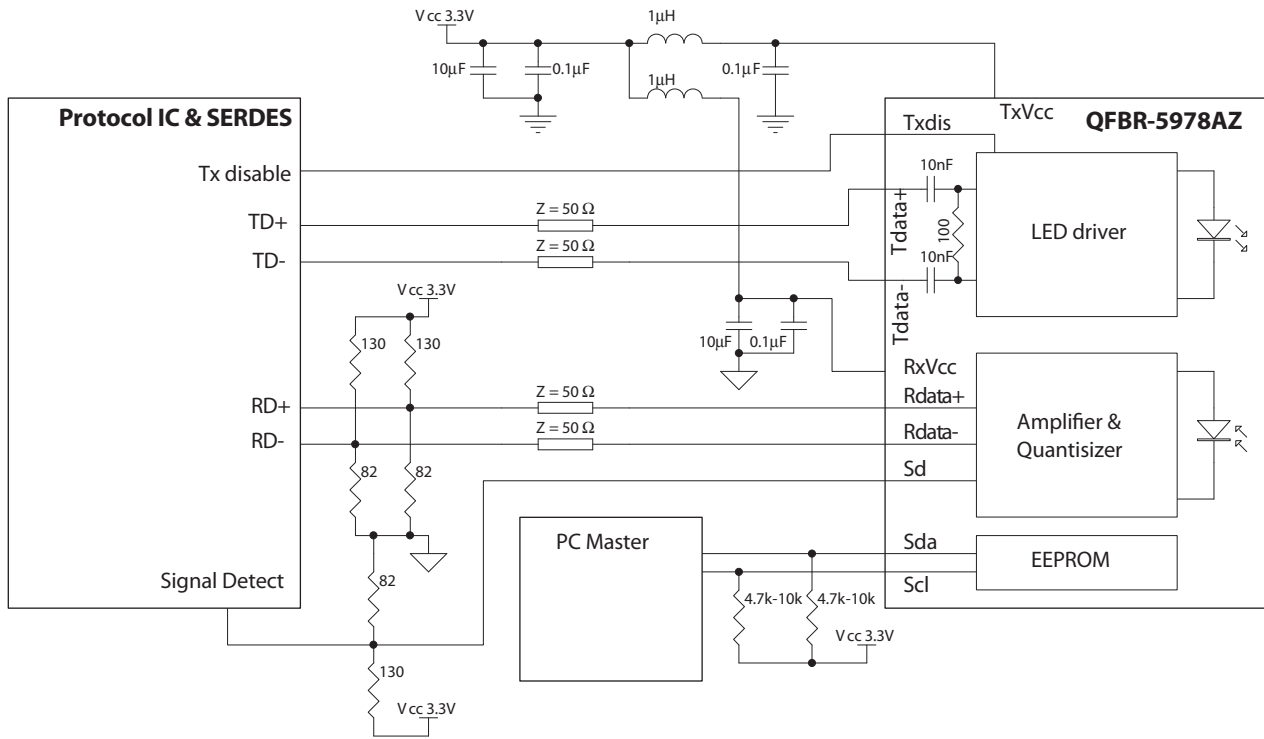 Vcc 3.3V
1µH
10µF
0.1µF
1µH
0.1µF
Protocol IC & SERDES
TxVcc
QFBR-5978AZ
Txdis
Tx disable
10nF
Z = 50 Ω
TD+
Tdata+
100
LED driver
Z = 50 Ω
TD-
10nF
Tdata-
Vcc 3.3V
130
130
10µF
0.1µF
RxVcc
Z = 50 Ω
RD+
Rdata+
Amplifier &
Quantisizer
Z = 50 Ω
RD-
Rdata-
82
82
Sd
PC Master
Sda
EEPROM
Scl
Signal Detect
82
4.7k-10k
4.7k-10k
Vcc 3.3V
130
Vcc 3.3V